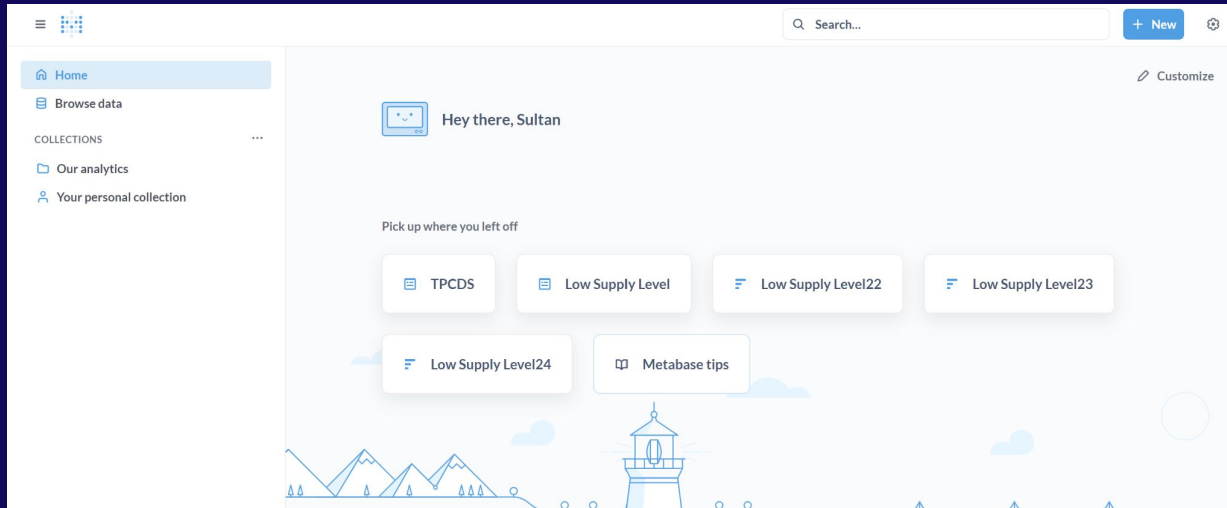 Search...
+ New
Home
Customize
Browse data
Hey there, Sultan
COLLECTIONS
...
Our analytics
Your personal collection
Pick up where you left off
TPCDS
Low Supply Level
Low Supply Level22
Low Supply Level23
Low Supply Level24
Metabase tips